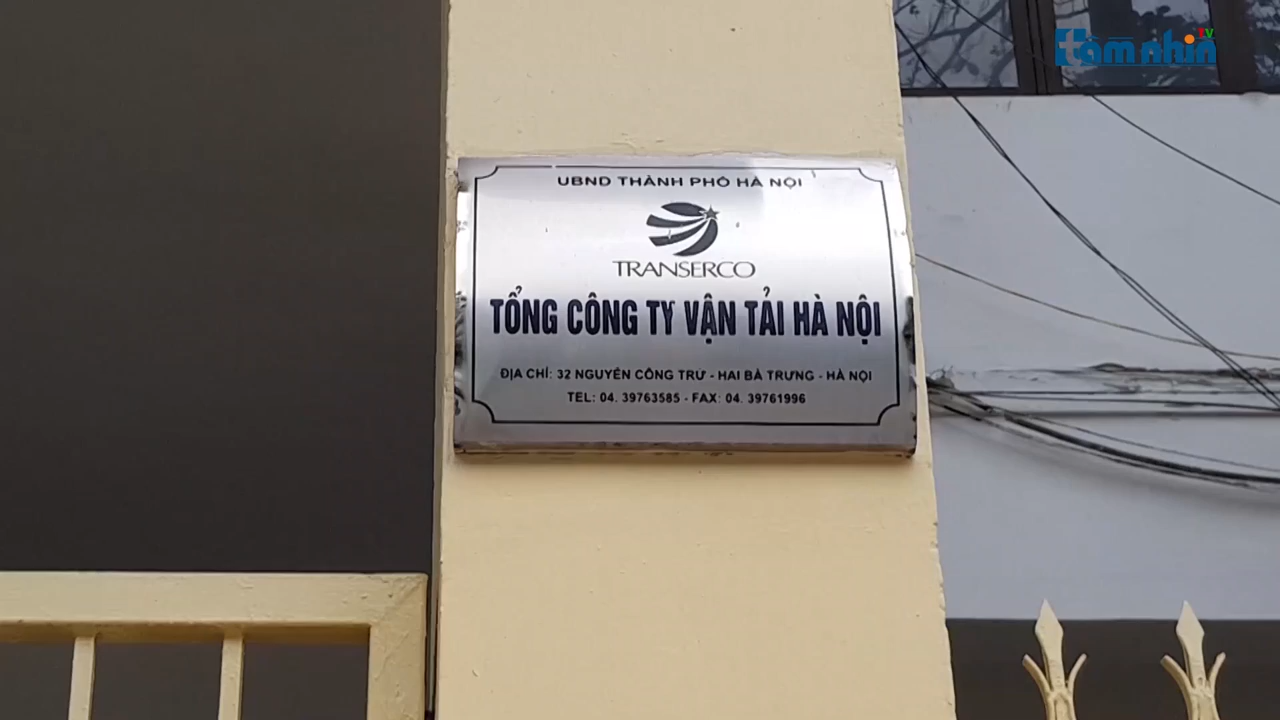 tầm nhìn tv
UBND THÀNH PHỐ HÀ NỘI
TRANSERCO
TỔNG CÔNG TY VẬN TẢI HÀ NỘI
ĐỊA CHỈ: 32 NGUYỄN CÔNG TRỨ - HAI BÀ TRƯNG - HÀ NỘI
TEL: 04. 39763585 - FAX: 04. 39761996